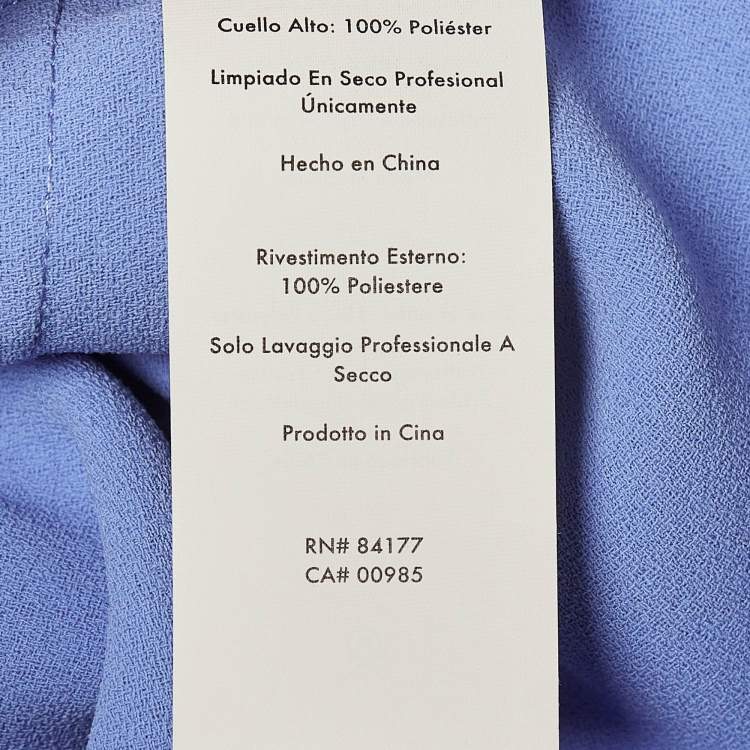 Cuello Alto: 100% Poliéster
Limpiado En Seco Profesional
Únicamente
Hecho en China
Rivestimento Esterno:
100% Poliestere
Solo Lavaggio Professionale A
Secco
Prodotto in Cina
RN# 84177
CA# 00985